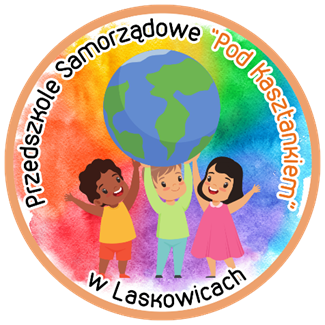 Przedszkole Samorządowe "Pod Kasztankiem"
w Laskowicach